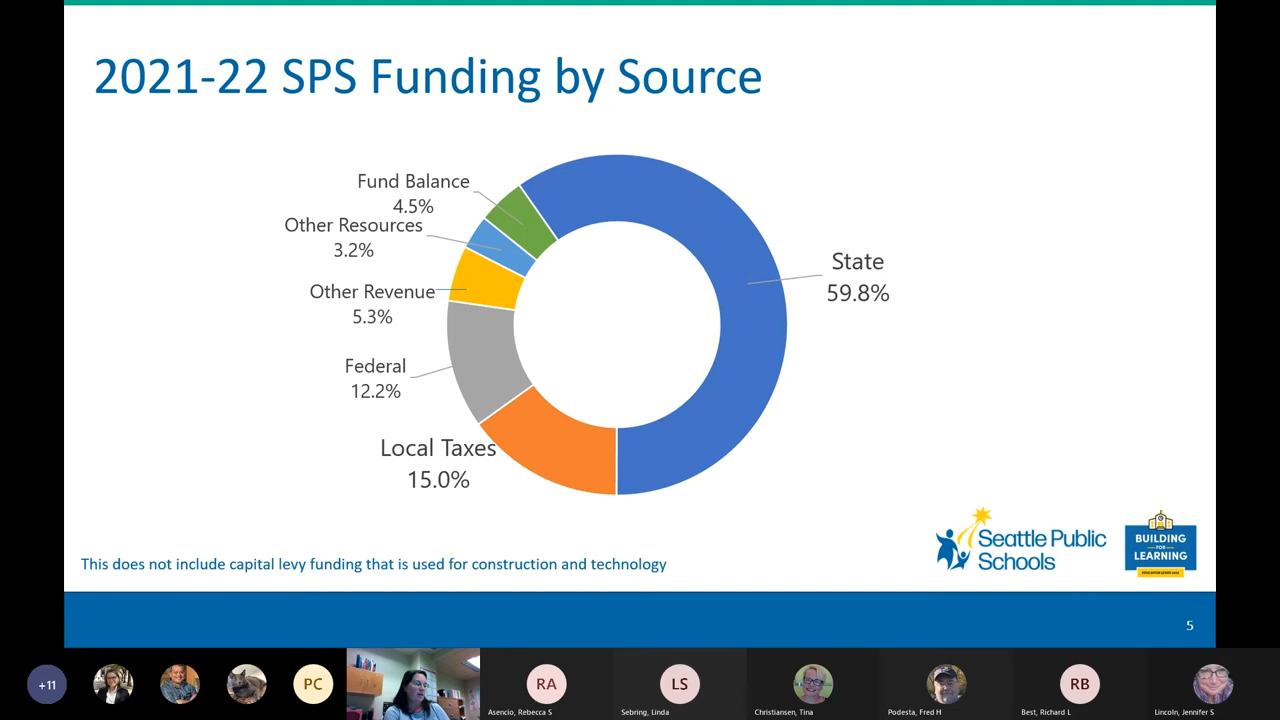 2021-22 SPS Funding by Source
Fund Balance
4.5%
Other Resources
3.2%
Other Revenue
5.3%
Federal
12.2%
Local Taxes
15.0%
State
59.8%
This does not include capital levy funding that is used for construction and technology
Seattle Public
Schools
BUILDING
FOR
LEARNING
5
+11
PC
RA
Asencio, Rebecca S
LS
Sebring, Linda
Christiansen, Tina
Podesta, Fred H
RB
Best, Richard L
Lincoln, Jennifer S